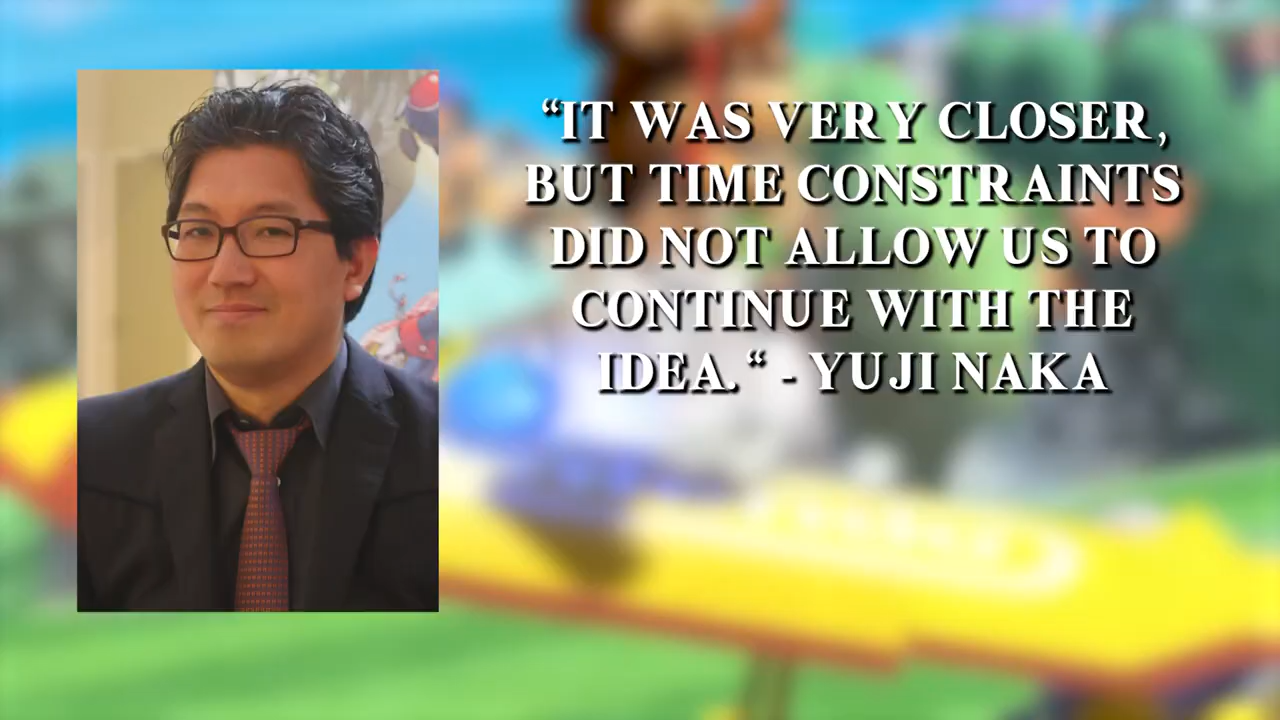 “IT WAS VERY CLOSER,
BUT TIME CONSTRAINTS
DID NOT ALLOW US TO
CONTINUE WITH THE
IDEA.“ - YUJI NAKA